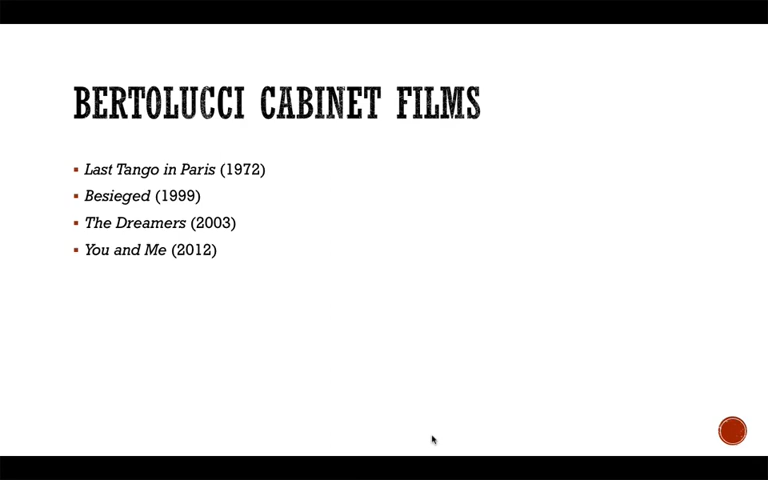 BERTOLUCCI CABINET FILMS
Last Tango in Paris (1972)
Besieged (1999)
The Dreamers (2003)
You and Me (2012)